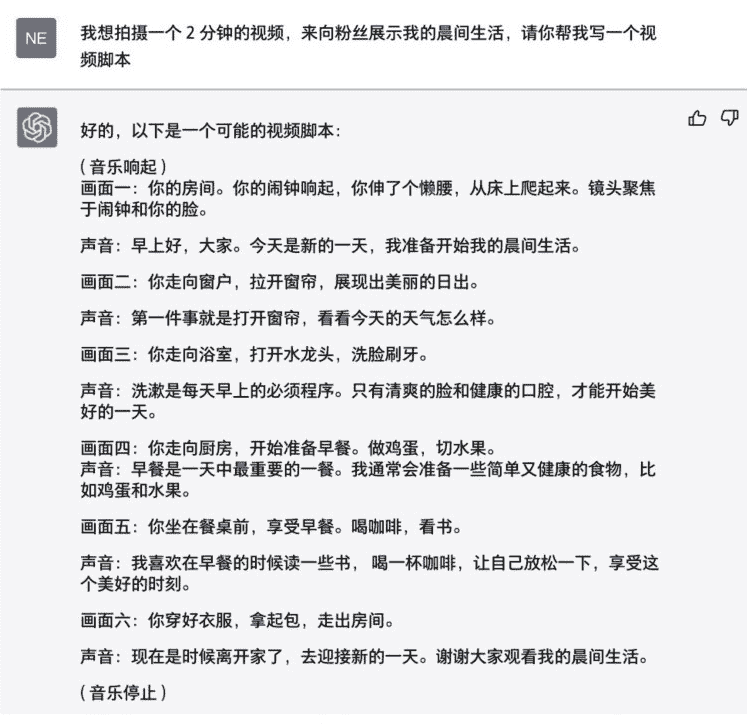 NE
我想拍摄一个 2 分钟的视频，来向粉丝展示我的晨间生活，请你帮我写一个视
频脚本
好的，以下是一个可能的视频脚本：
（音乐响起）
画面一：你的房间。你的闹钟响起，你伸了个懒腰，从床上爬起来。镜头聚焦
于闹钟和你的脸。
声音：早上好，大家。今天是新的一天，我准备开始我的晨间生活。
画面二：你走向窗户，拉开窗帘，展现出美丽的日出。
声音：第一件事就是打开窗帘，看看今天的天气怎么样。
画面三：你走向浴室，打开水龙头，洗脸刷牙。
声音：洗漱是每天早上的必须程序。只有清爽的脸和健康的口腔，才能开始美
好的一天。
画面四：你走向厨房，开始准备早餐。做鸡蛋，切水果。
声音：早餐是一天中最重要的一餐。我通常会准备一些简单又健康的食物，比
如鸡蛋和水果。
画面五：你坐在餐桌前，享受早餐。喝咖啡，看书。
声音：我喜欢在早餐的时候读一些书， 喝一杯咖啡，让自己放松一下，享受这
个美好的时刻。
画面六：你穿好衣服，拿起包，走出房间。
声音：现在是时候离开家了，去迎接新的一天。谢谢大家观看我的晨间生活。
（音乐停止）